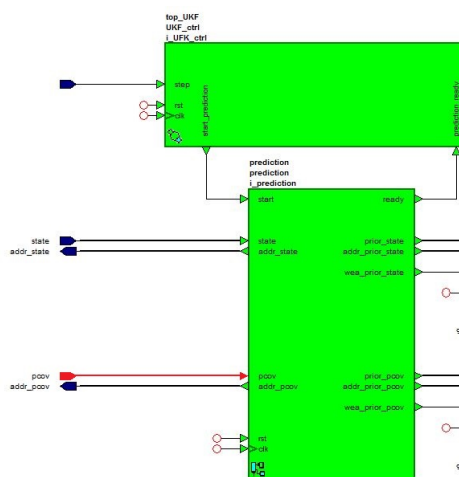 top_UKF
UKF_ctrl
i_UFK_ctrl
step
rst
clk
start_prediction
prediction_ready
prediction
prediction
i_prediction
start
ready
state
state
prior_state
addr_state
addr_state
addr_prior_state
wea_prior_state
pcov
pcov
prior_pcov
addr_pcov
addr_pcov
addr_prior_pcov
wea_prior_pcov
rst
clk